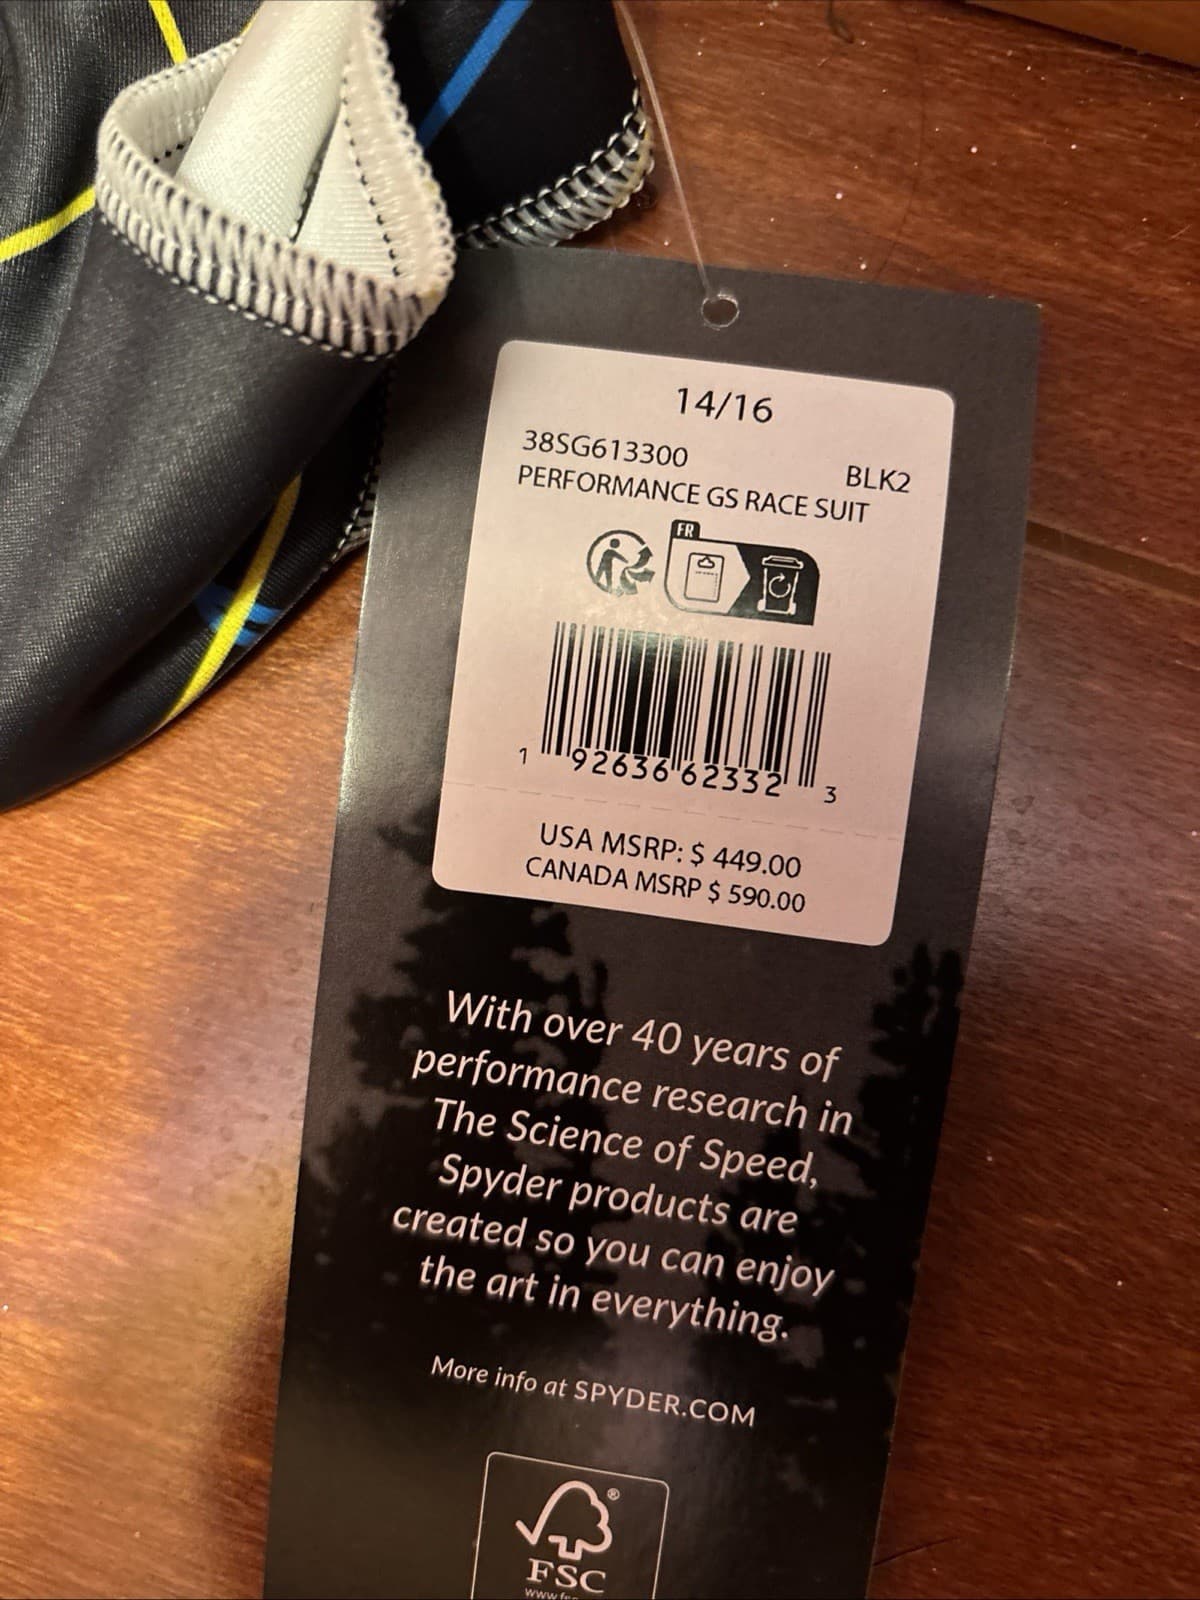 14/16
38SG613300 BLK2
PERFORMANCE GS RACE SUIT
FR
1 92636 62332 3
USA MSRP: $ 449.00
CANADA MSRP $ 590.00
With over 40 years of
performance research in
The Science of Speed,
Spyder products are
created so you can enjoy
the art in everything.
More info at SPYDER.COM
®
FSC